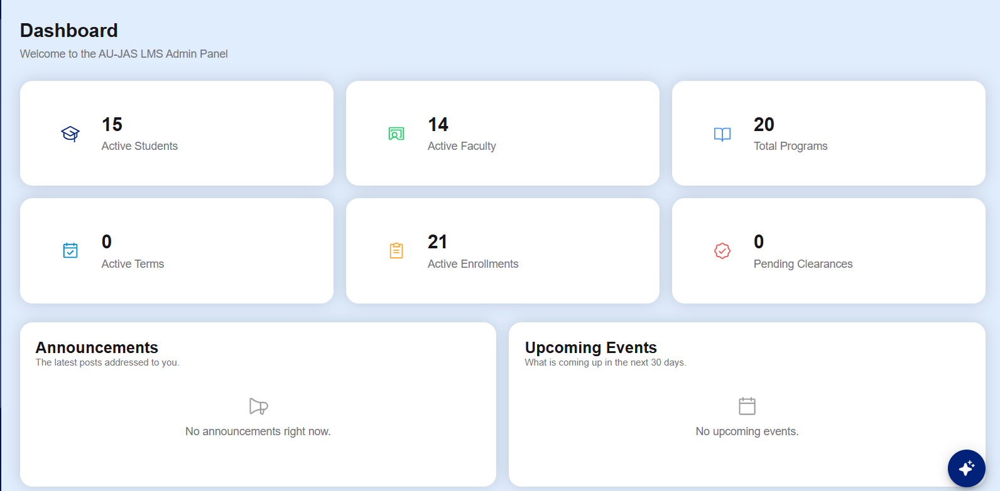 Dashboard
Welcome to the AU-JAS LMS Admin Panel
15
Active Students
14
Active Faculty
20
Total Programs
0
Active Terms
21
Active Enrollments
0
Pending Clearances
Announcements
The latest posts addressed to you.
No announcements right now.
Upcoming Events
What is coming up in the next 30 days.
No upcoming events.